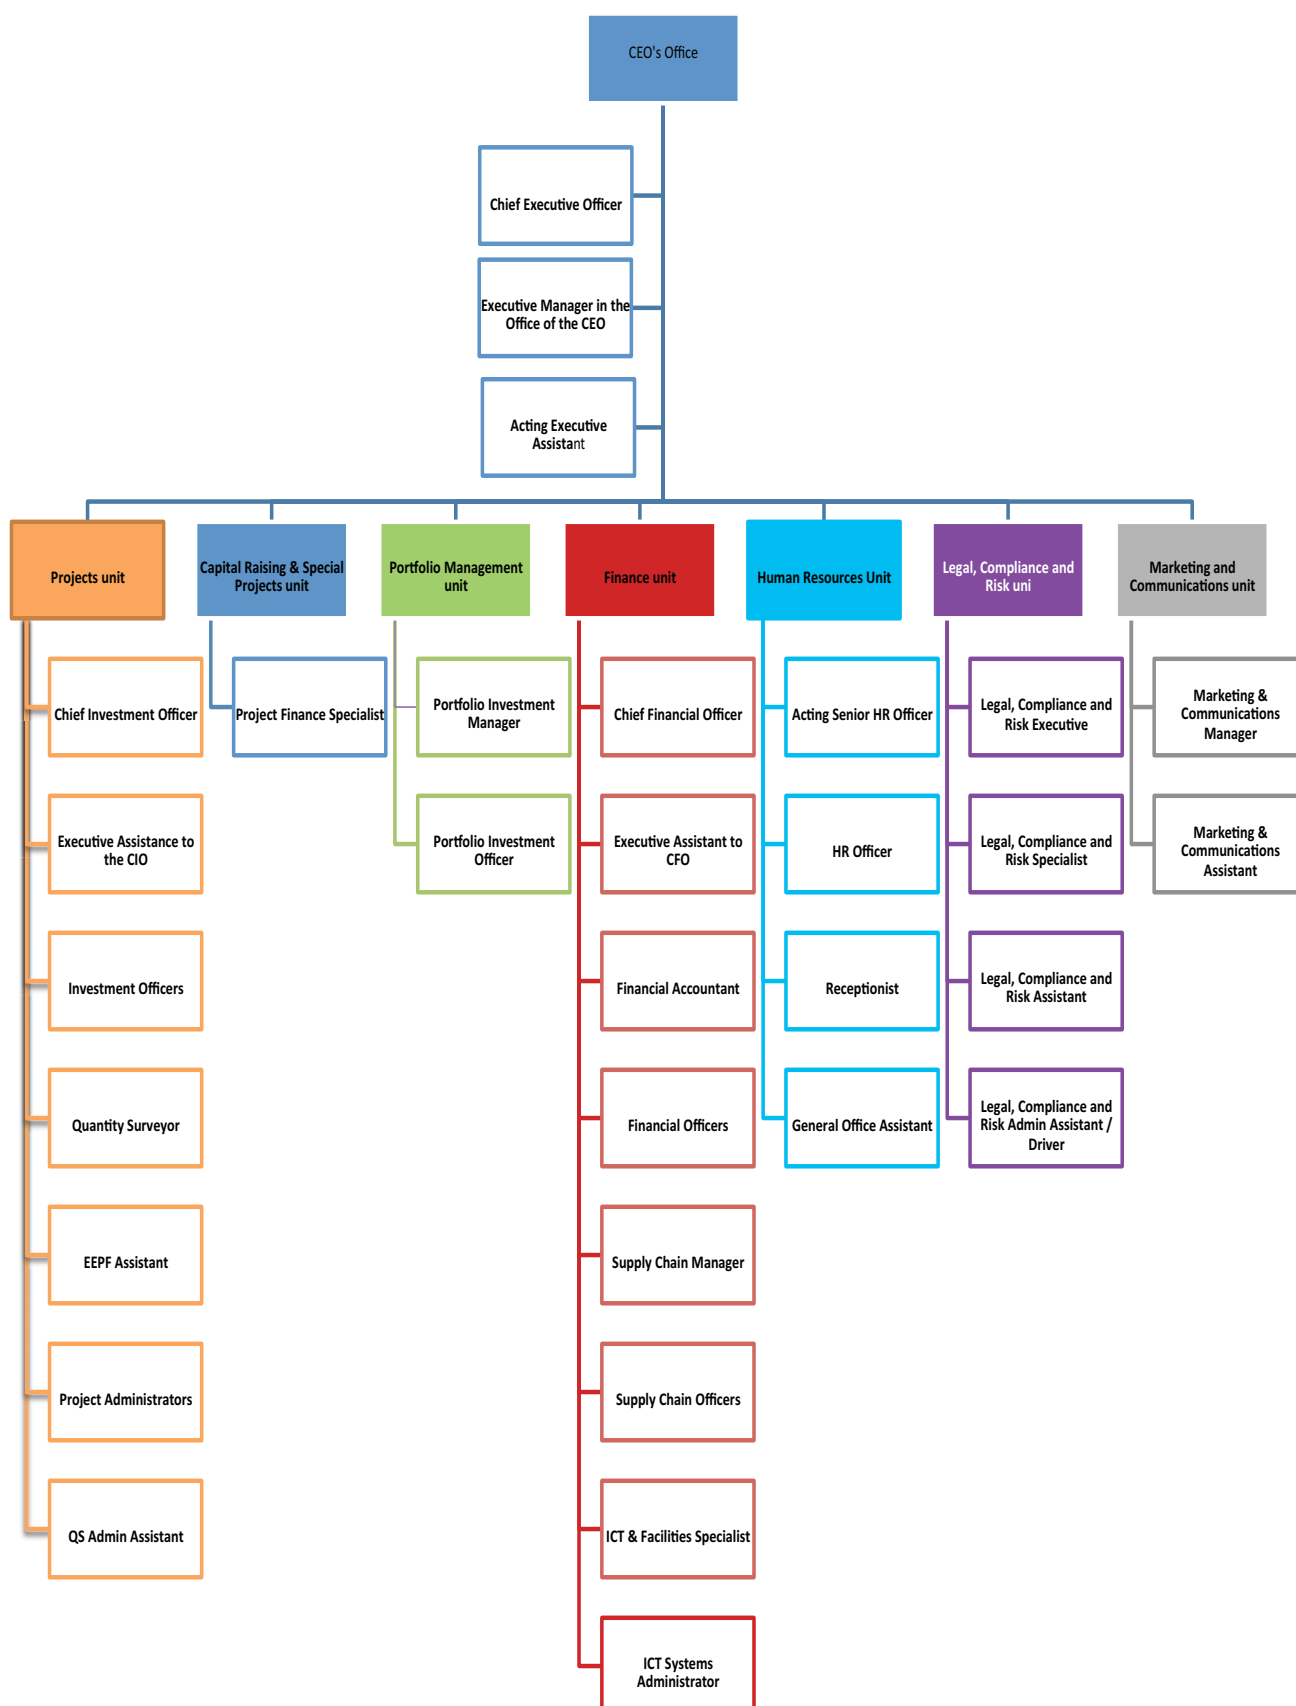 CEO's Office
Chief Executive Officer
Executive Manager in the
Office of the CEO
Acting Executive
Assistant
Projects unit
Capital Raising & Special
Projects unit
Portfolio Management
unit
Finance unit
Human Resources Unit
Legal, Compliance and
Risk uni
Marketing and
Communications unit
Chief Investment Officer
Project Finance Specialist
Portfolio Investment
Manager
Chief Financial Officer
Acting Senior HR Officer
Legal, Compliance and
Risk Executive
Marketing &
Communications
Manager
Executive Assistance to
the CIO
Portfolio Investment
Officer
Executive Assistant to
CFO
HR Officer
Legal, Compliance and
Risk Specialist
Marketing &
Communications
Assistant
Investment Officers
Financial Accountant
Receptionist
Legal, Compliance and
Risk Assistant
Quantity Surveyor
Financial Officers
General Office Assistant
Legal, Compliance and
Risk Admin Assistant /
Driver
EEPF Assistant
Supply Chain Manager
Project Administrators
Supply Chain Officers
QS Admin Assistant
ICT & Facilities Specialist
ICT Systems
Administrator